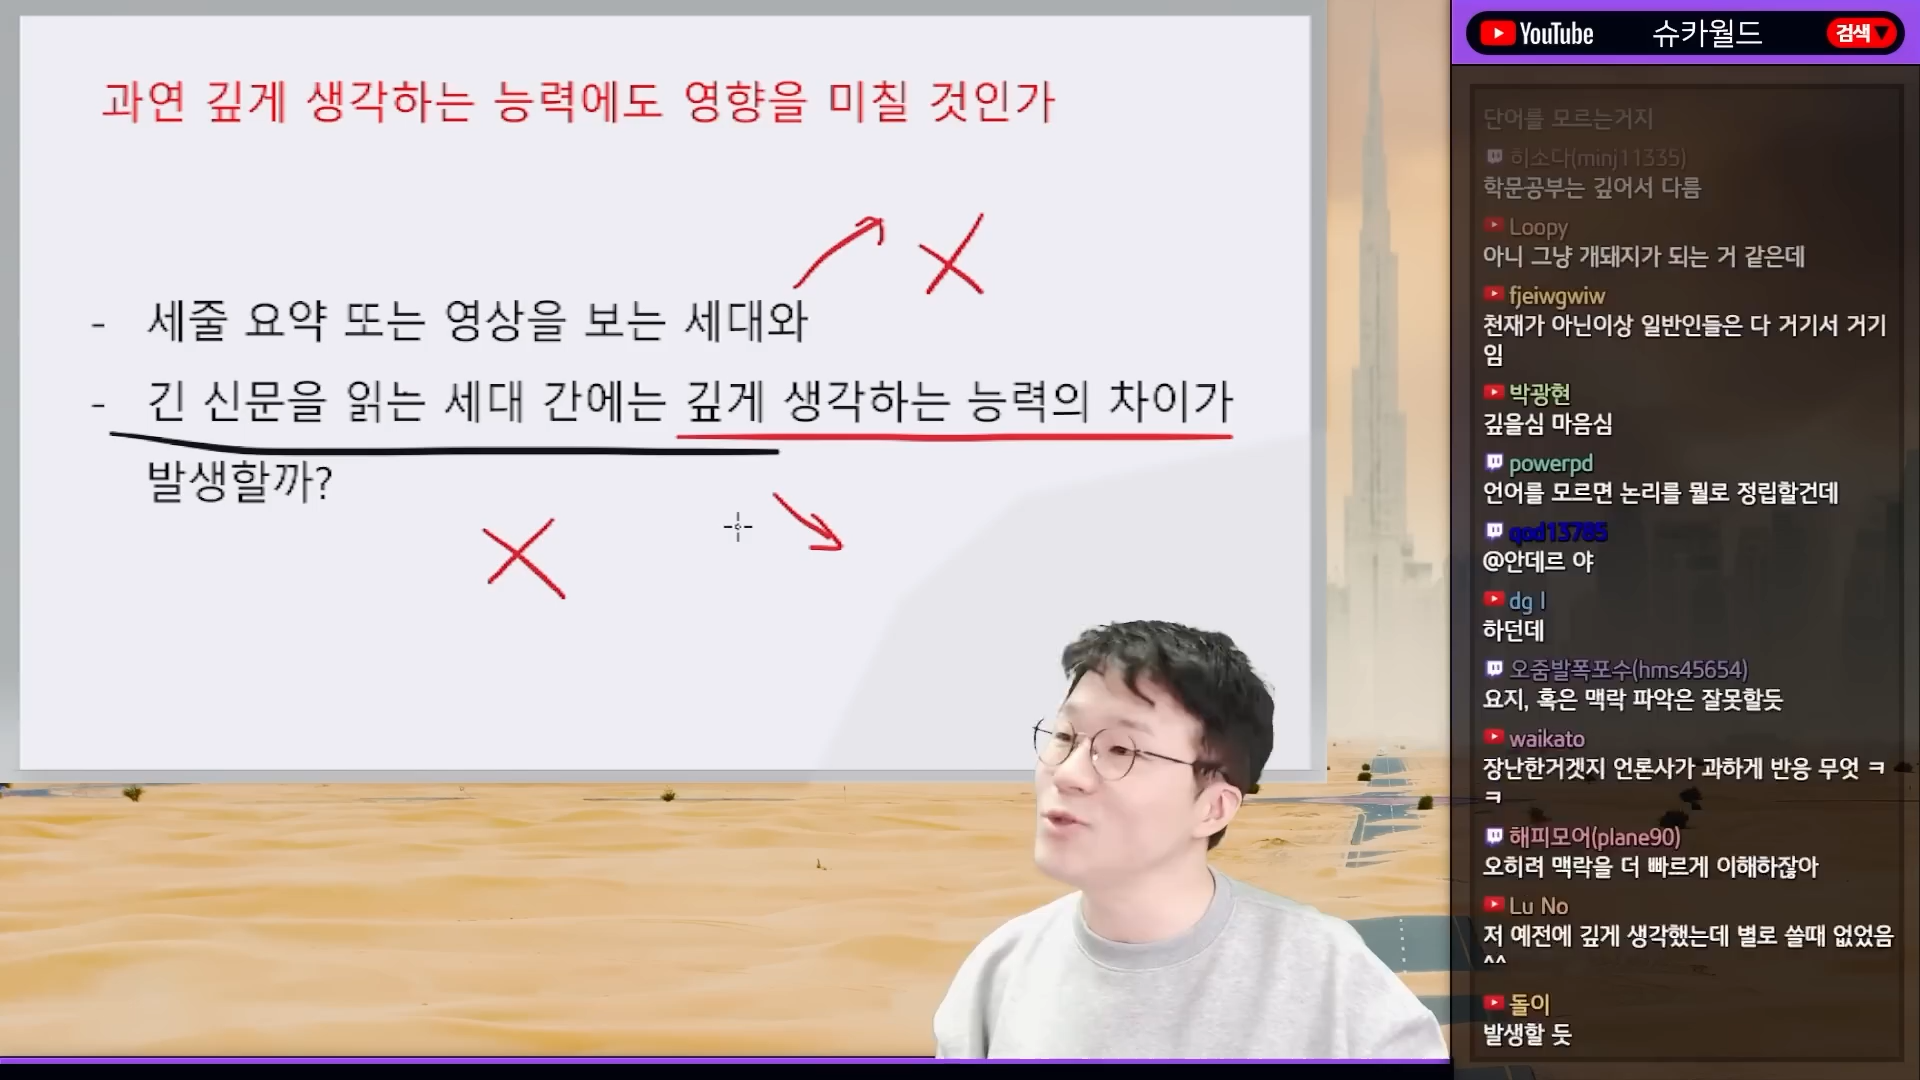 과연 깊게 생각하는 능력에도 영향을 미칠 것인가
- 세줄 요약 또는 영상을 보는 세대와
- 긴 신문을 읽는 세대 간에는 깊게 생각하는 능력의 차이가
발생할까?
YouTube 슈카월드 검색▼
단어를 모르는거지
히소다(minj11335)
학문공부는 깊어서 다름
Loopy
아니 그냥 개돼지가 되는 거 같은데
fjeiwgwiw
천재가 아닌이상 일반인들은 다 거기서 거기
임
박광현
깊을심 마음심
powerpd
언어를 모르면 논리를 뭘로 정립할건데
qod13785
@안데르 야
dg l
하던데
오줌발폭포수(hms45654)
요지, 혹은 맥락 파악은 잘못할듯
waikato
장난한거겟지 언론사가 과하게 반응 무엇 ㅋ
ㅋ
해피모어(plane90)
오히려 맥락을 더 빠르게 이해하잖아
Lu No
저 예전에 깊게 생각했는데 별로 쓸때 없었음
^^
돌이
발생할 듯